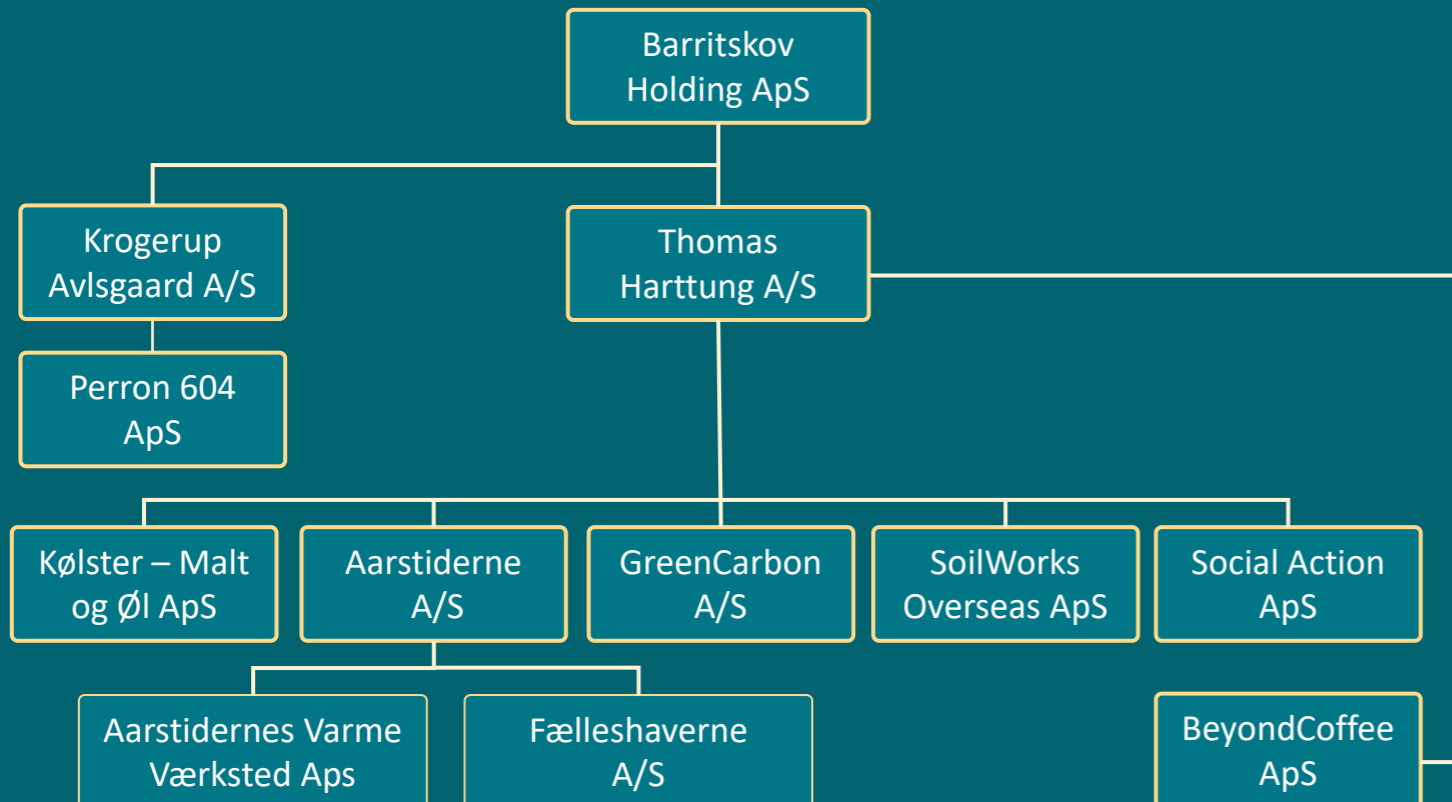 Barritskov
Holding ApS
Krogerup
Avlsgaard A/S
Thomas
Harttung A/S
Perron 604
ApS
Kølster – Malt
og Øl ApS
Aarstiderne
A/S
GreenCarbon
A/S
SoilWorks
Overseas ApS
Social Action
ApS
Aarstidernes Varme
Værksted Aps
Fælleshaverne
A/S
BeyondCoffee
ApS